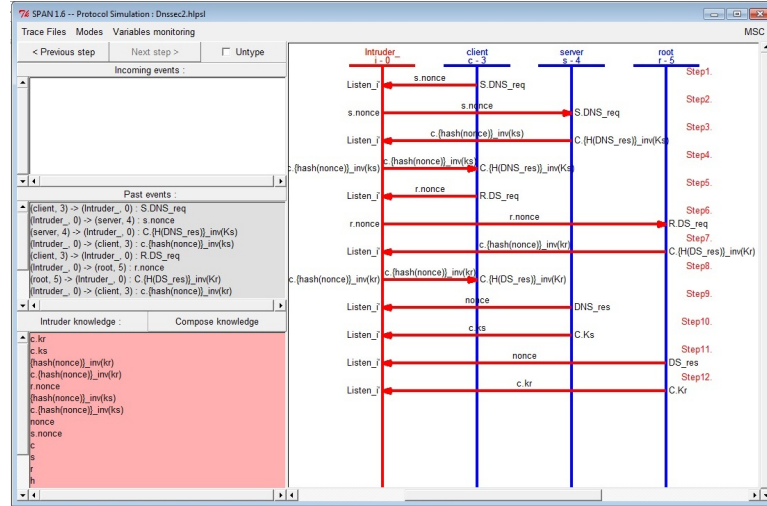 SPAN 1.6 -- Protocol Simulation : Dnssec2.hlpsl
Trace Files Modes Variables monitoring MSC
< Previous step Next step > Untype
Incoming events :
Past events :
(client, 3) -> (Intruder_, 0) : S.DNS_req
(Intruder_, 0) -> (server, 4) : s.nonce
(server, 4) -> (Intruder_, 0) : C.{H(DNS_res)}_inv(Ks)
(Intruder_, 0) -> (client, 3) : c.{hash(nonce)}_inv(ks)
(client, 3) -> (Intruder_, 0) : R.DS_req
(Intruder_, 0) -> (root, 5) : r.nonce
(root, 5) -> (Intruder_, 0) : C.{H(DS_res)}_inv(Kr)
(Intruder_, 0) -> (client, 3) : c.{hash(nonce)}_inv(kr)
Intruder knowledge : Compose knowledge
c.kr
c.ks
{hash(nonce)}_inv(kr)
c.{hash(nonce)}_inv(kr)
r.nonce
{hash(nonce)}_inv(ks)
c.{hash(nonce)}_inv(ks)
nonce
s.nonce
c
s
r
h
Intruder_ client server root
i - 0 c - 3 s - 4 r - 5
Step1.
Listen_i' s.nonce S.DNS_req
Step2.
s.nonce s.nonce S.DNS_req
Step3.
Listen_i' c.{hash(nonce)}_inv(ks) C.{H(DNS_res)}_inv(Ks)
Step4.
c.{hash(nonce)}_inv(ks) c.{hash(nonce)}_inv(ks) C.{H(DNS_res)}_inv(Ks)
Step5.
Listen_i' r.nonce R.DS_req
Step6.
r.nonce r.nonce R.DS_req
Step7.
Listen_i' c.{hash(nonce)}_inv(kr) C.{H(DS_res)}_inv(Kr)
Step8.
c.{hash(nonce)}_inv(kr) c.{hash(nonce)}_inv(kr) C.{H(DS_res)}_inv(Kr)
Step9.
Listen_i' nonce DNS_res
Step10.
Listen_i' c.ks C.Ks
Step11.
Listen_i' nonce DS_res
Step12.
Listen_i' c.kr C.Kr